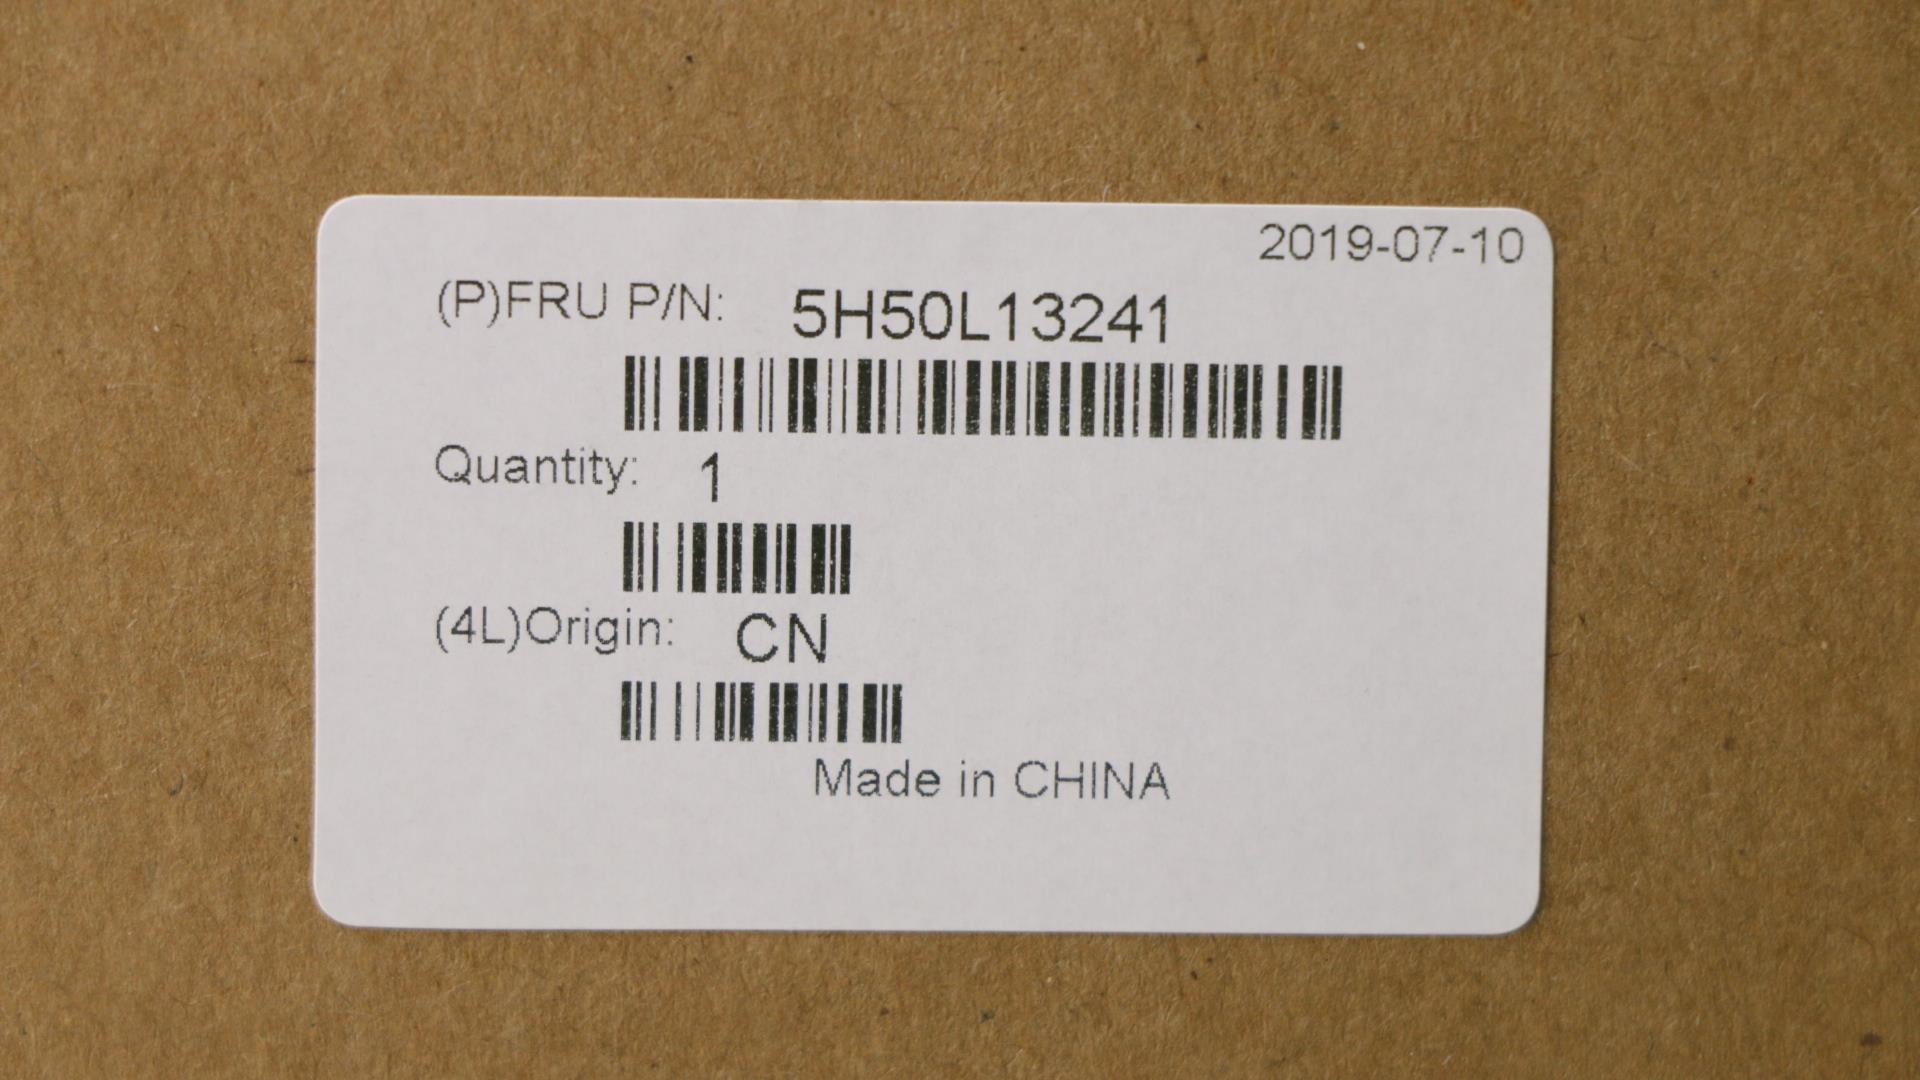 2019-07-10
(P)FRU P/N: 5H50L13241
Quantity: 1
(4L)Origin: CN
Made in CHINA